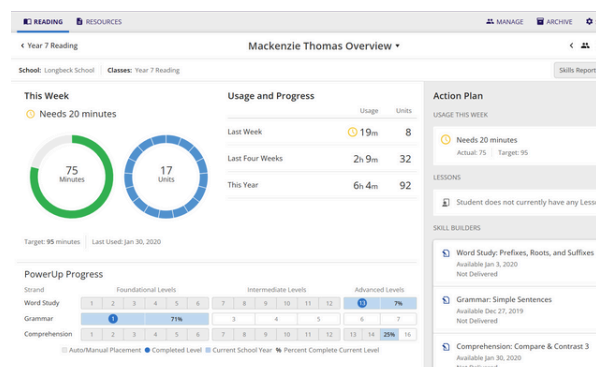 READING RESOURCES MANAGE ARCHIVE
Year 7 Reading
Mackenzie Thomas Overview
School: Longbeck School Classes: Year 7 Reading
Skills Report
This Week
Needs 20 minutes
75
Minutes
17
Units
Target: 95 minutes Last Used: Jan 30, 2020
Usage and Progress
Usage Units
Last Week 19m 8
Last Four Weeks 2h 9m 32
This Year 6h 4m 92
Action Plan
USAGE THIS WEEK
Needs 20 minutes
Actual: 75 Target: 95
LESSONS
Student does not currently have any
SKILL BUILDERS
Word Study: Prefixes, Roots, and Suffixes
Available Jan 3, 2020
Not Delivered
Grammar: Simple Sentences
Available Dec 27, 2019
Not Delivered
Comprehension: Compare & Contrast 3
Available Jan 30, 2020
PowerUp Progress
Strand Foundational Levels Intermediate Levels Advanced Levels
Word Study 1 2 3 4 5 6 7 8 9 10 11 12 13 7%
Grammar 1 71% 3 4 5 6 7
Comprehension 1 2 3 4 5 6 7 8 9 10 11 12 13 14 25% 16
Auto/Manual Placement Completed Level Current School Year % Percent Complete Current Level